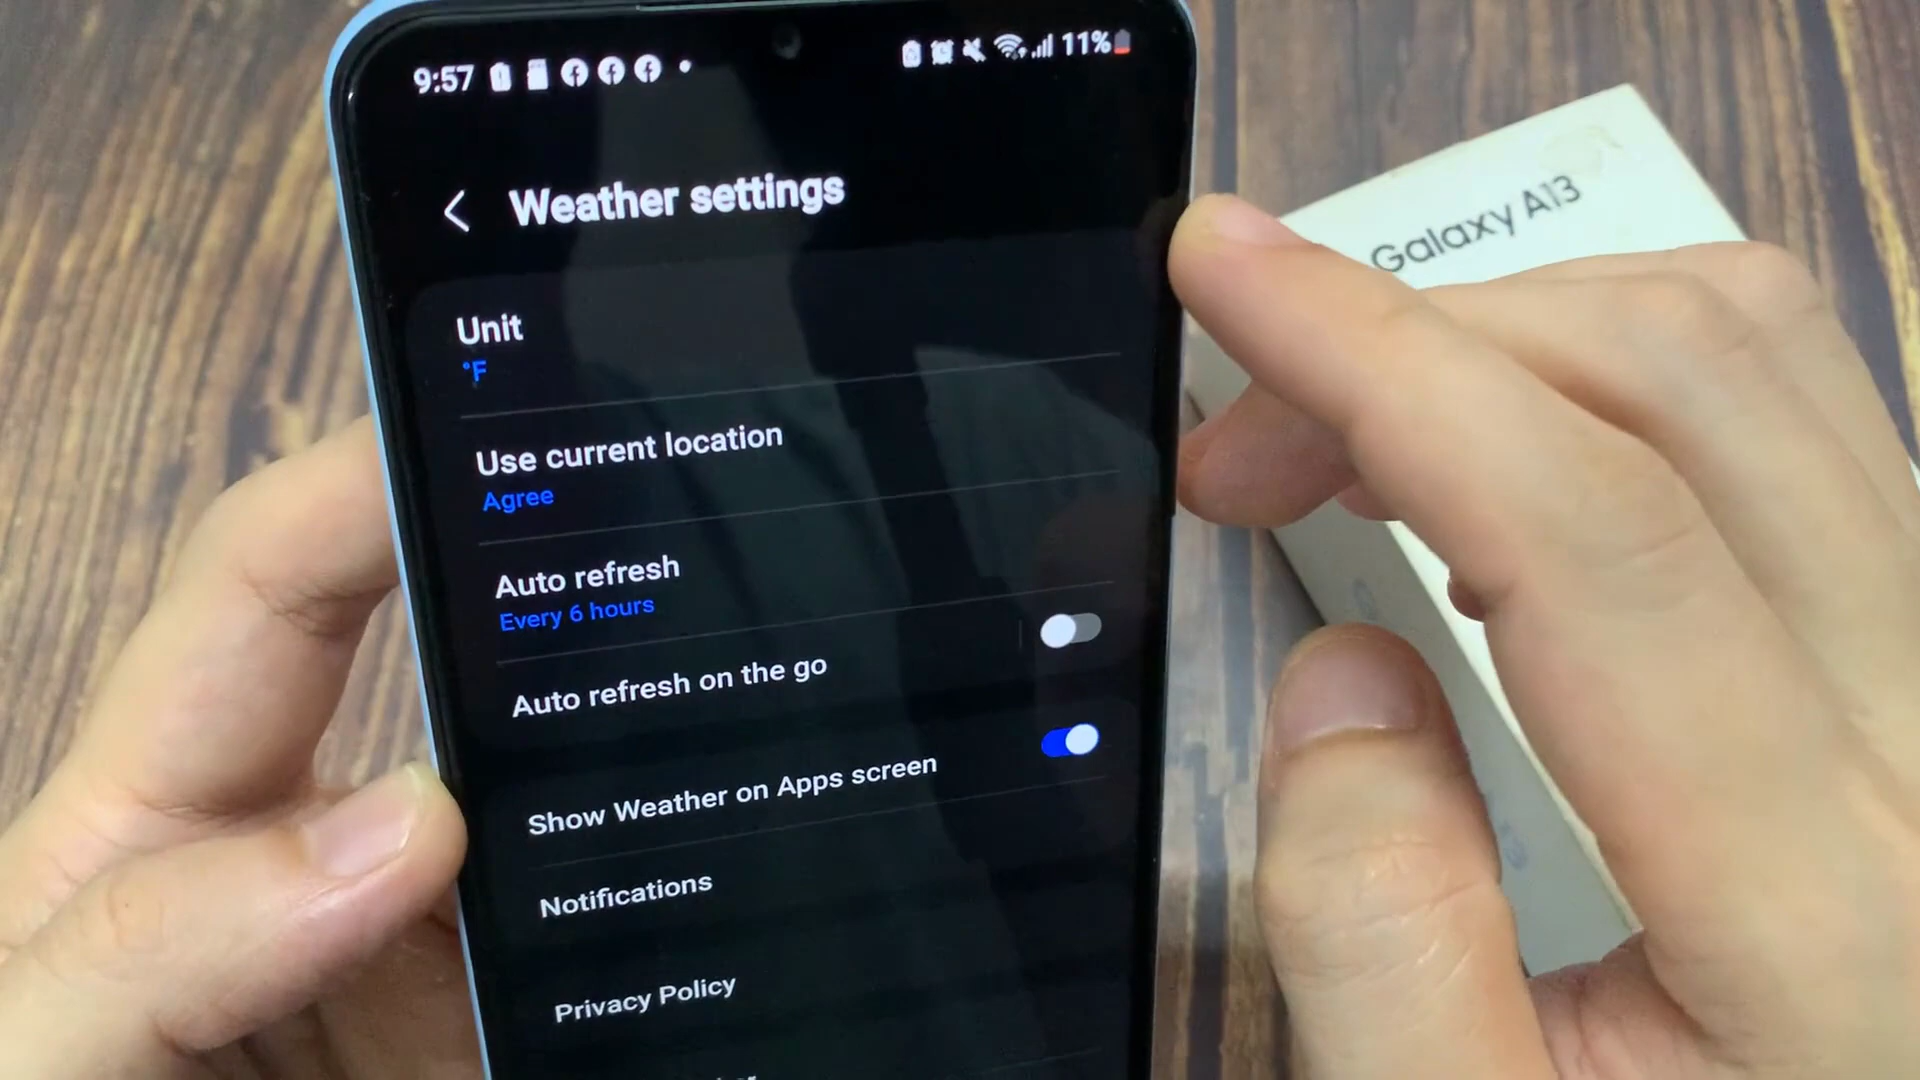 9:57
11%
Weather settings
Unit
°F
Use current location
Agree
Auto refresh
Every 6 hours
Auto refresh on the go
Show Weather on Apps screen
Notifications
Privacy Policy
Galaxy A13